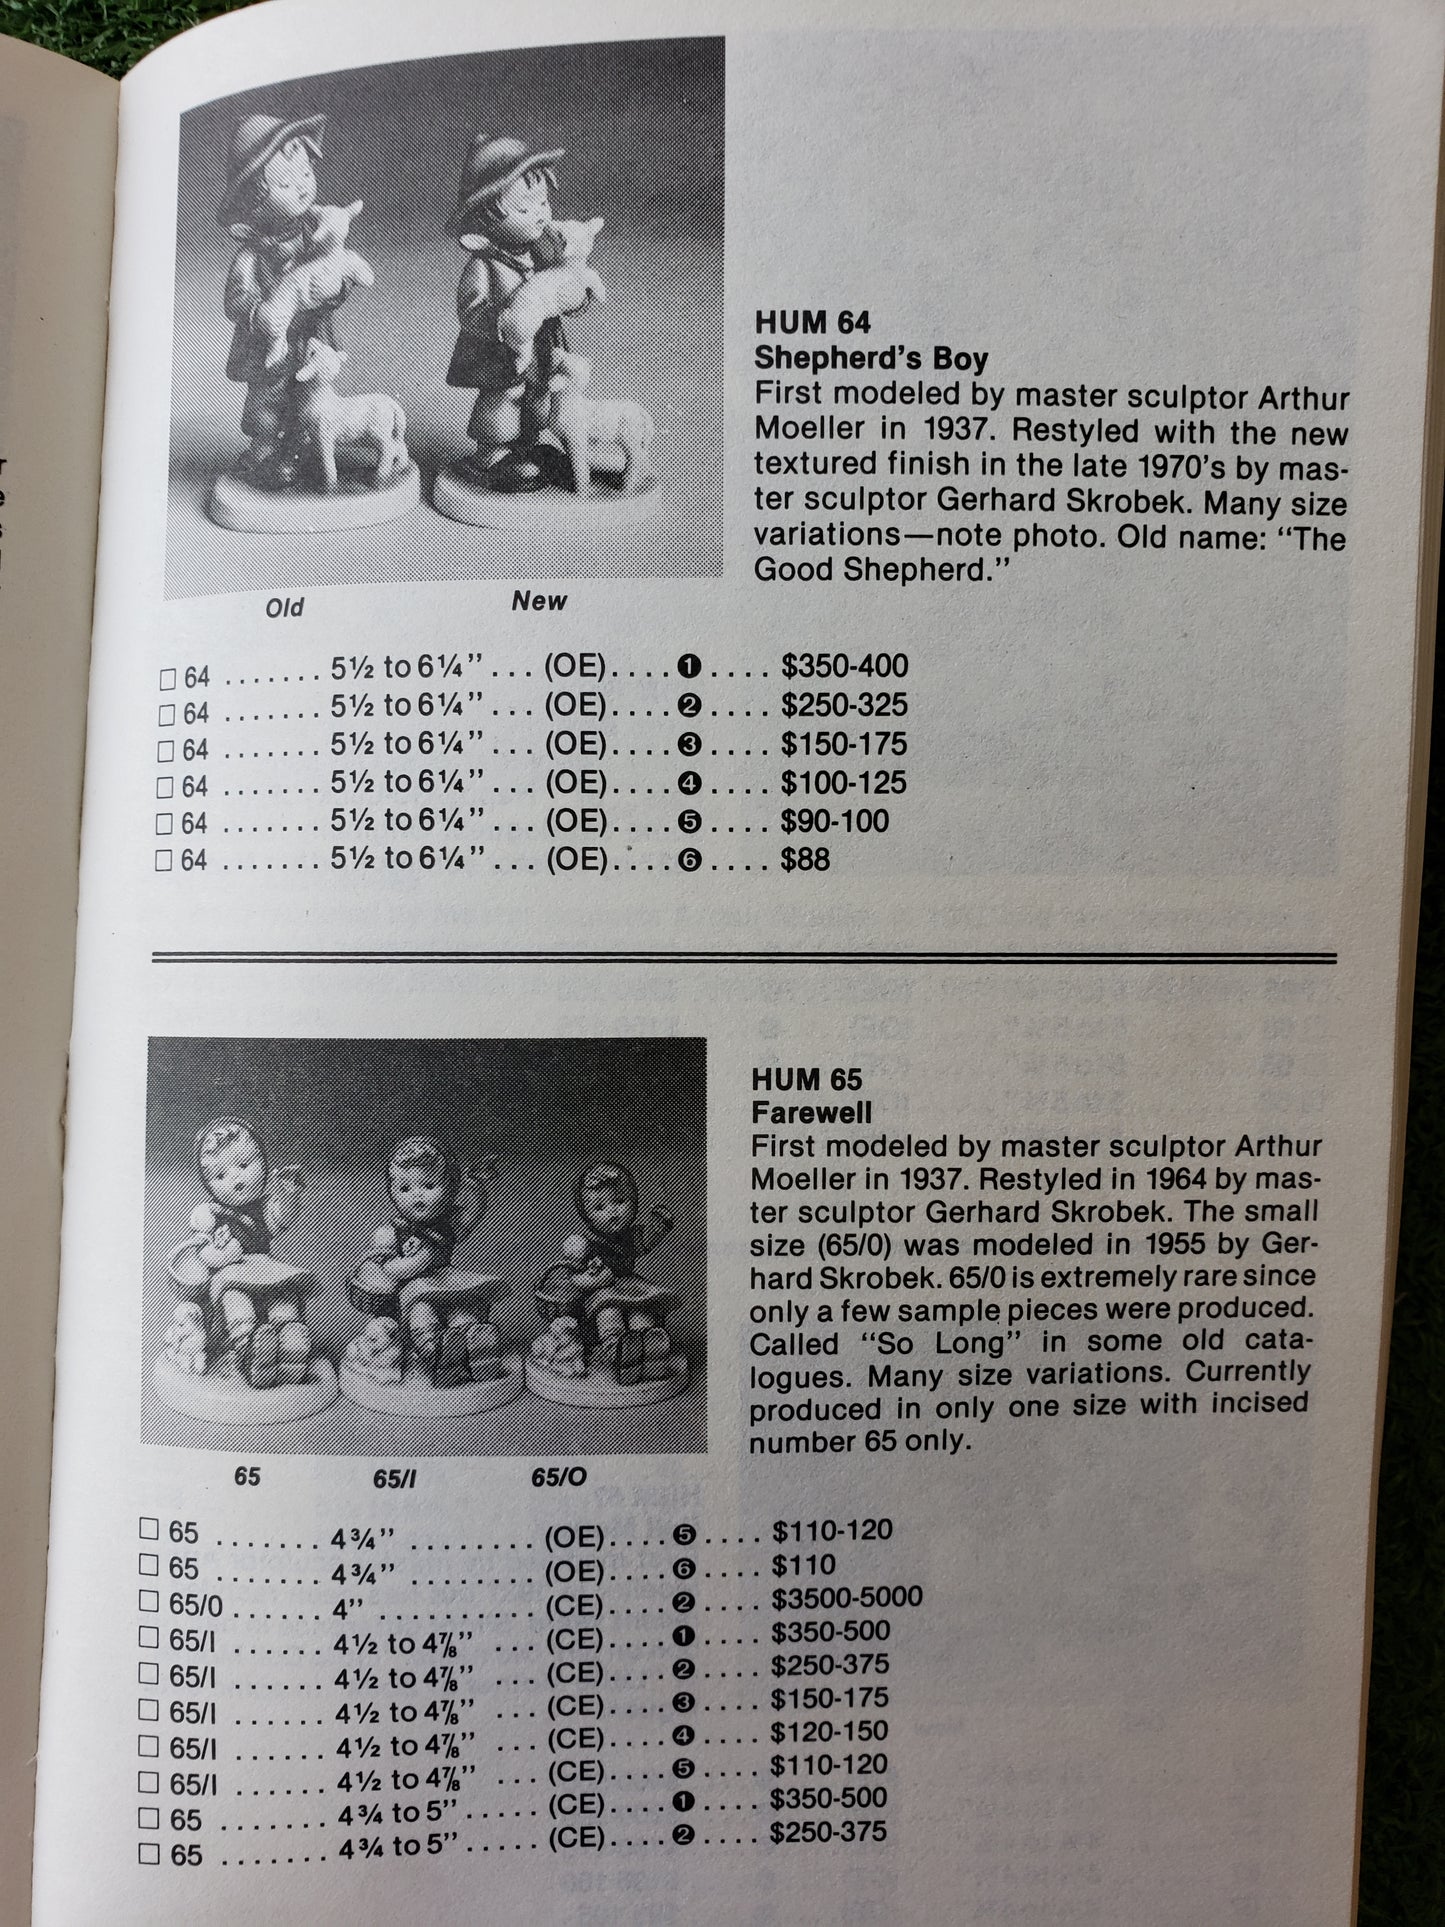 HUM 64
Shepherd's Boy
First modeled by master sculptor Arthur
Moeller in 1937. Restyled with the new
textured finish in the late 1970's by mas-
ter sculptor Gerhard Skrobek. Many size
variations—note photo. Old name: "The
Good Shepherd."
Old New
□ 64 ....... 5½ to 6¼" ... (OE).... ❶ .... $350-400
□ 64 ....... 5½ to 6¼" ... (OE).... ❷ .... $250-325
□ 64 ....... 5½ to 6¼" ... (OE).... ❸ .... $150-175
□ 64 ....... 5½ to 6¼" ... (OE).... ❹ .... $100-125
□ 64 ....... 5½ to 6¼" ... (OE).... ❺ .... $90-100
□ 64 ....... 5½ to 6¼" ... (OE).... ❻ .... $88
HUM 65
Farewell
First modeled by master sculptor Arthur
Moeller in 1937. Restyled in 1964 by mas-
ter sculptor Gerhard Skrobek. The small
size (65/0) was modeled in 1955 by Ger-
hard Skrobek. 65/0 is extremely rare since
only a few sample pieces were produced.
Called "So Long" in some old cata-
logues. Many size variations. Currently
produced in only one size with incised
number 65 only.
65 65/I 65/O
□ 65 ....... 4¾" ......... (OE).... ❺ .... $110-120
□ 65 ....... 4¾" ......... (OE).... ❻ .... $110
□ 65/0 ...... 4" ........... (CE).... ❷ .... $3500-5000
□ 65/I ...... 4½ to 4⅞" ... (CE).... ❶ .... $350-500
□ 65/I ...... 4½ to 4⅞" ... (CE).... ❷ .... $250-375
□ 65/I ...... 4½ to 4⅞" ... (CE).... ❸ .... $150-175
□ 65/I ...... 4½ to 4⅞" ... (CE).... ❹ .... $120-150
□ 65/I ...... 4½ to 4⅞" ... (CE).... ❺ .... $110-120
□ 65 ....... 4¾ to 5" ..... (CE).... ❶ .... $350-500
□ 65 ....... 4¾ to 5" ..... (CE).... ❷ .... $250-375